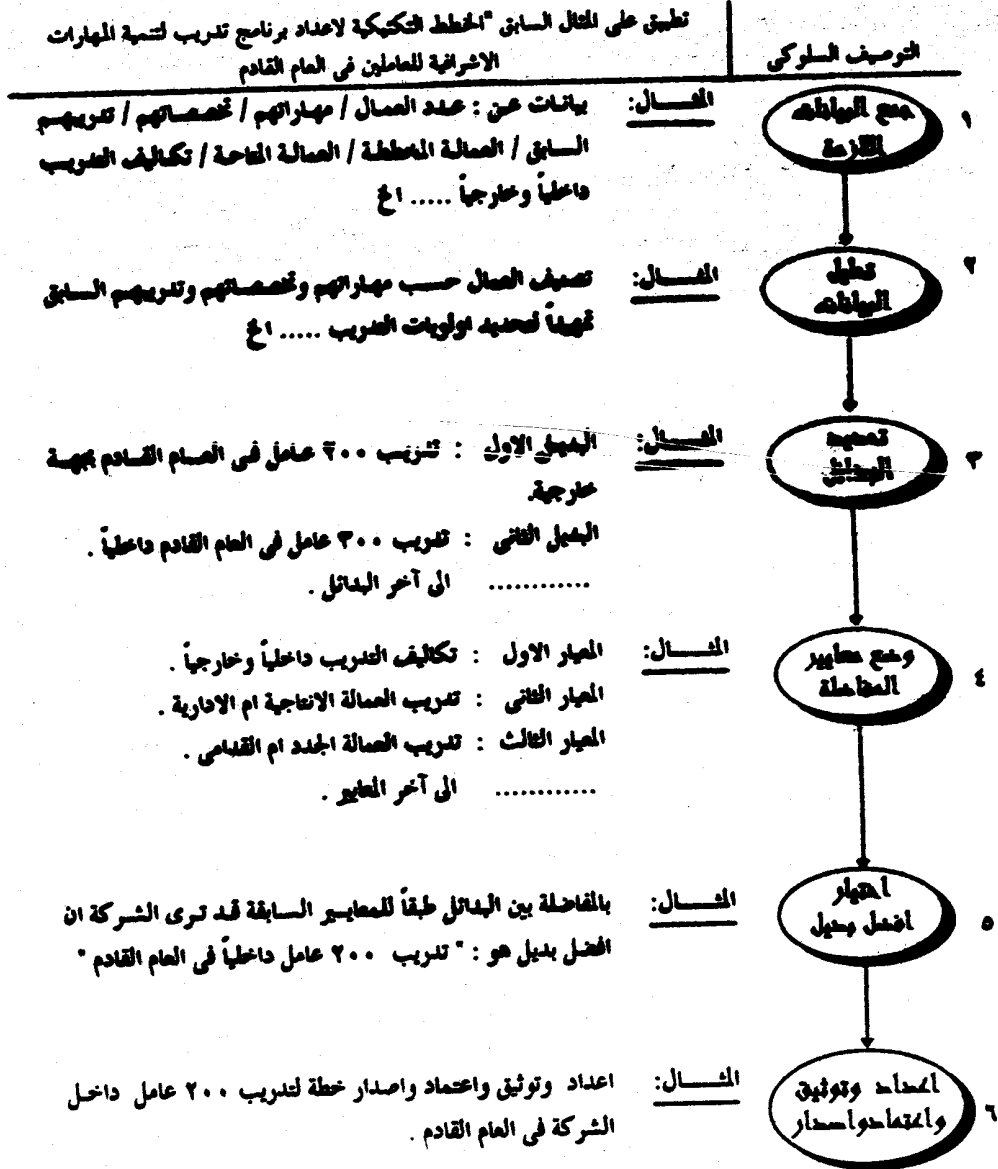 التوصيف السلوكى
تطبيق على المثال السابق "الخطط التكتيكية لاعداد برنامج تدريب لتنمية المهارات
الاشرافية للعاملين فى العام القادم
١
جمع البيانات
اللازمة
المثـــال:
بيانات عن : عدد العمال / مهاراتهم / تخصصاتهم / تدريبهم
السابق / العمالة المخططة / العمالة المتاحة / تكاليف التدريب
داخلياً وخارجياً ..... الخ
٢
تحليل
البيانات
المثـــال:
تصنيف العمال حسب مهاراتهم وتخصصاتهم وتدريبهم السابق
تمهيداً لتحديد اولويات التدريب ..... الخ
٣
تحديد
البدائل
المثـــال:
البديل الاول : تدريب ٢٠٠ عامل فى العام القادم بجهة
خارجية.
البديل الثانى : تدريب ٣٠٠ عامل فى العام القادم داخلياً .
............ الى آخر البدائل .
٤
وضع معايير
المفاضلة
المثـــال:
المعيار الاول : تكاليف التدريب داخلياً وخارجياً .
المعيار الثانى : تدريب العمالة الانتاجية ام الادارية .
المعيار الثالث : تدريب العمالة الجدد ام القدامى .
............ الى آخر المعايير .
٥
اختيار
افضل بديل
المثـــال:
بالمفاضلة بين البدائل طبقاً للمعايير السابقة قد ترى الشركة ان
افضل بديل هو : " تدريب ٢٠٠ عامل داخلياً فى العام القادم "
٦
اعداد وتوثيق
واعتماد واصدار
المثـــال:
اعداد وتوثيق واعتماد واصدار خطة لتدريب ٢٠٠ عامل داخل
الشركة فى العام القادم .